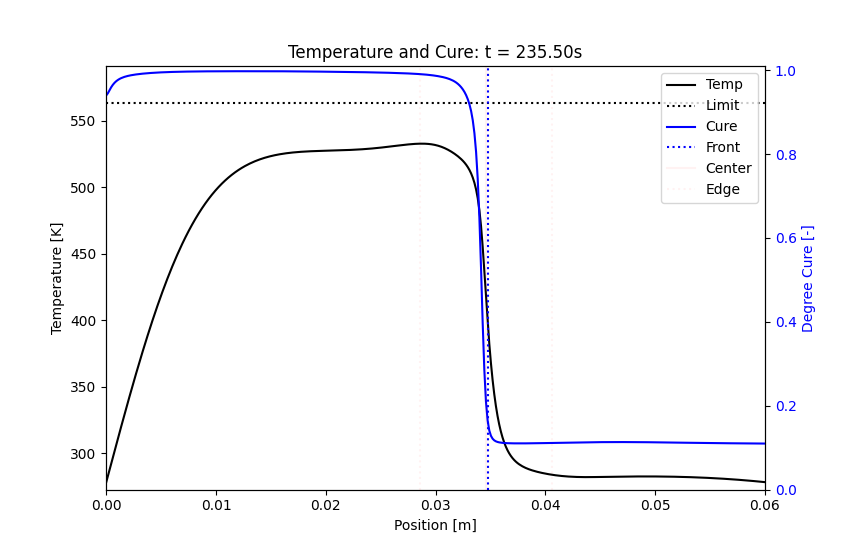 Temperature and Cure: t = 235.50s
Temp
Limit
Cure
Front
Center
Edge
Temperature [K]
550
500
450
400
350
300
Degree Cure [-]
1.0
0.8
0.6
0.4
0.2
0.0
0.00 0.01 0.02 0.03 0.04 0.05 0.06
Position [m]